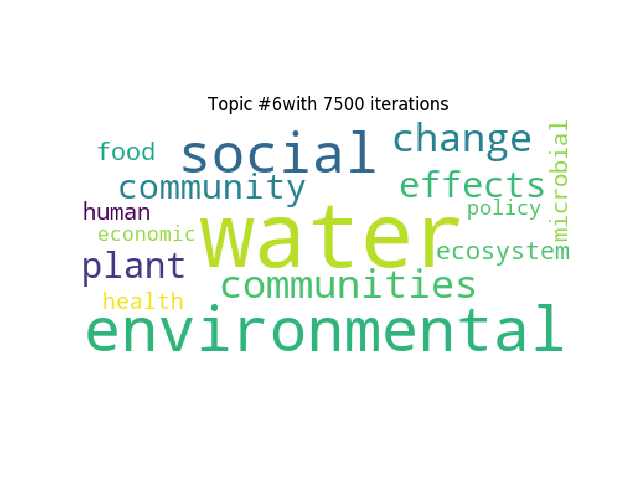 Topic #6with 7500 iterations
food
social
change
microbial
community
effects
human
water
policy
economic
ecosystem
plant
communities
health
environmental